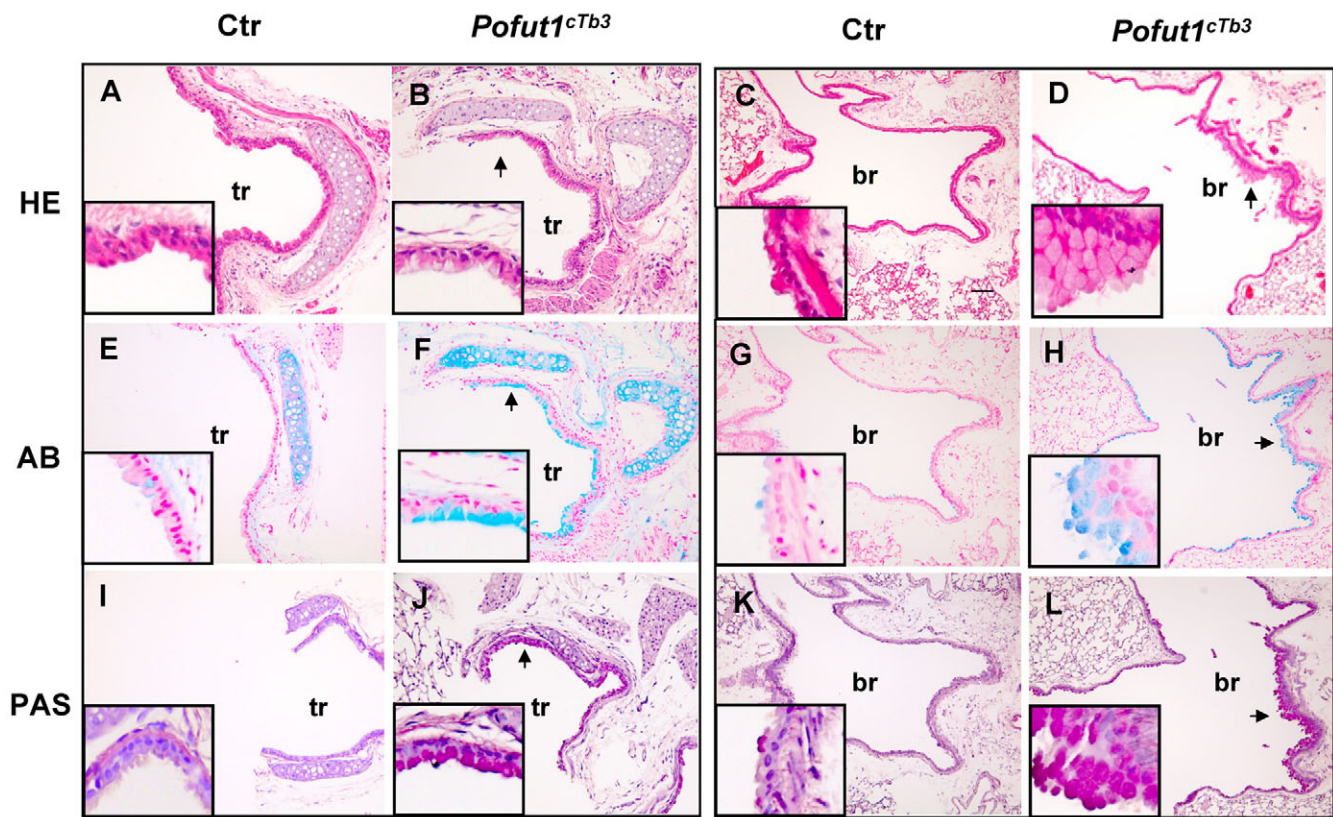 Ctr Pofut1cTb3 Ctr Pofut1cTb3
HE A tr B tr C br D br
AB E tr F tr G br H br
PAS I tr J tr K br L br